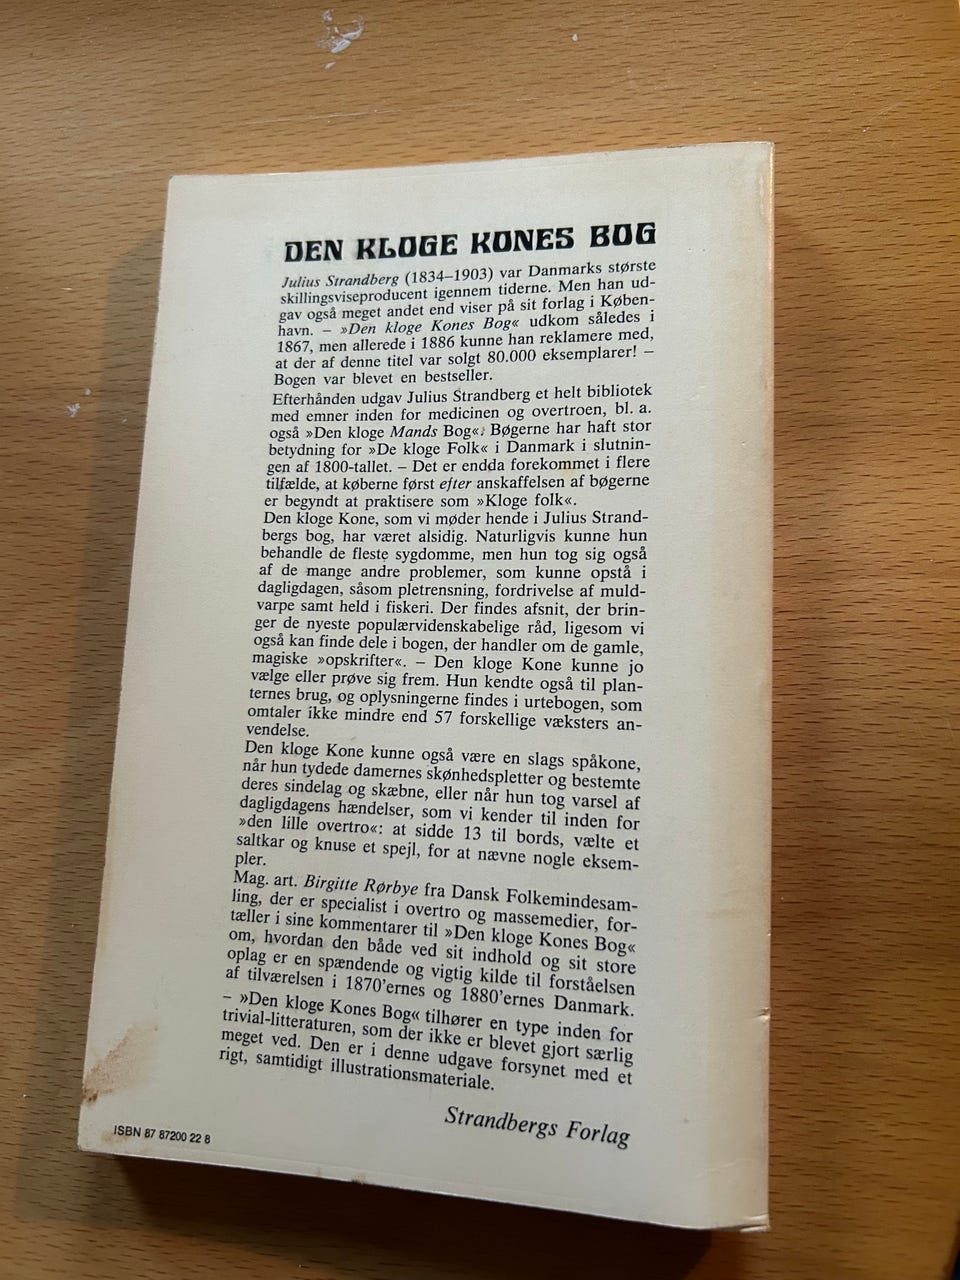 DEN KLOGE KONES BOG
Julius Strandberg (1834–1903) var Danmarks største
skillingsviseproducent igennem tiderne. Men han ud-
gav også meget andet end viser på sit forlag i Køben-
havn. – »Den kloge Kones Bog« udkom således i
1867, men allerede i 1886 kunne han reklamere med,
at der af denne titel var solgt 80.000 eksemplarer! –
Bogen var blevet en bestseller.
Efterhånden udgav Julius Strandberg et helt bibliotek
med emner inden for medicinen og overtroen, bl. a.
også »Den kloge Mands Bog«. Bøgerne har haft stor
betydning for »De kloge Folk« i Danmark i slutnin-
gen af 1800-tallet. – Det er endda forekommet i flere
tilfælde, at køberne først efter anskaffelsen af bøgerne
er begyndt at praktisere som »Kloge folk«.
Den kloge Kone, som vi møder hende i Julius Strand-
bergs bog, har været alsidig. Naturligvis kunne hun
behandle de fleste sygdomme, men hun tog sig også
af de mange andre problemer, som kunne opstå i
dagligdagen, såsom pletrensning, fordrivelse af muld-
varpe samt held i fiskeri. Der findes afsnit, der brin-
ger de nyeste populærvidenskabelige råd, ligesom vi
også kan finde dele i bogen, der handler om de gamle,
magiske »opskrifter«. – Den kloge Kone kunne jo
vælge eller prøve sig frem. Hun kendte også til plan-
ternes brug, og oplysningerne findes i urtebogen, som
omtaler ikke mindre end 57 forskellige væksters an-
vendelse.
Den kloge Kone kunne også være en slags spåkone,
når hun tydede damernes skønhedspletter og bestemte
deres sindelag og skæbne, eller når hun tog varsel af
dagligdagens hændelser, som vi kender til inden for
»den lille overtro«: at sidde 13 til bords, vælte et
saltkar og knuse et spejl, for at nævne nogle eksem-
pler.
Mag. art. Birgitte Rørbye fra Dansk Folkemindesam-
ling, der er specialist i overtro og massemedier, for-
tæller i sine kommentarer til »Den kloge Kones Bog«
om, hvordan den både ved sit indhold og sit store
oplag er en spændende og vigtig kilde til forståelsen
af tilværelsen i 1870'ernes og 1880'ernes Danmark.
– »Den kloge Kones Bog« tilhører en type inden for
trivial-litteraturen, som der ikke er blevet gjort særlig
meget ved. Den er i denne udgave forsynet med et
rigt, samtidigt illustrationsmateriale.
Strandbergs Forlag
ISBN 87 87200 22 8